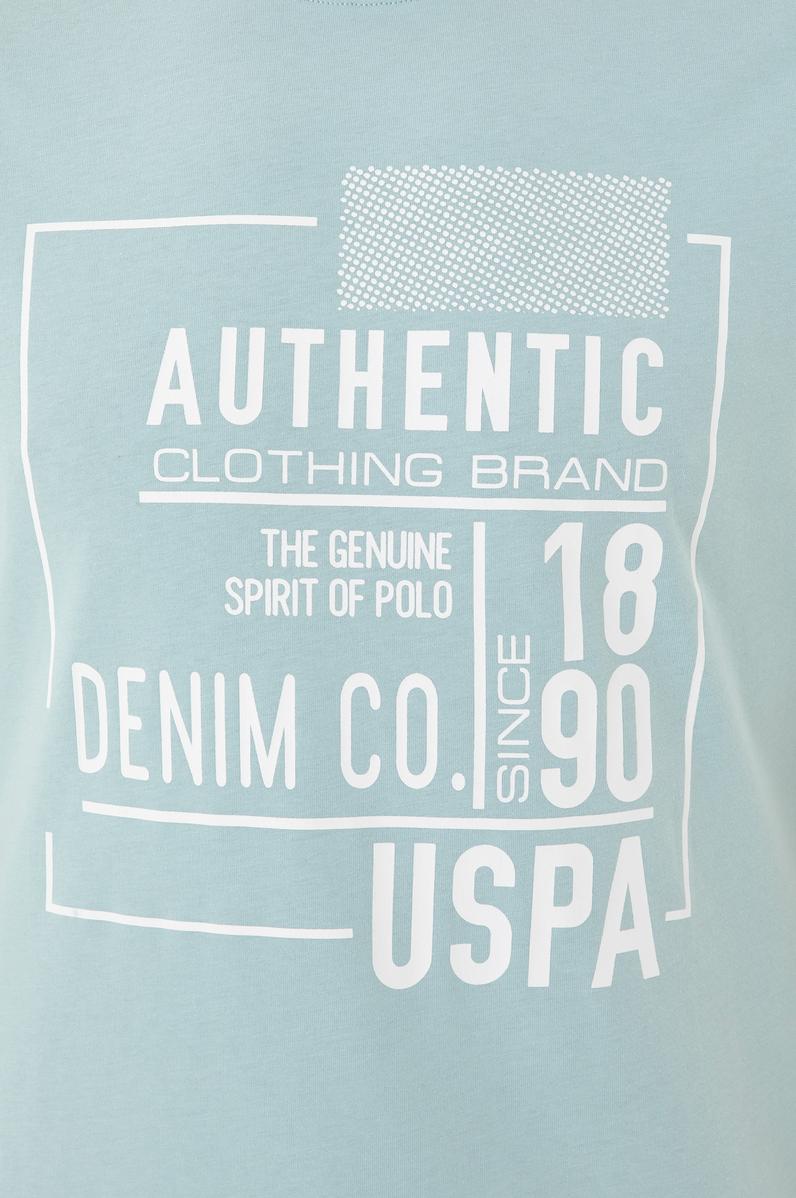 AUTHENTIC
CLOTHING BRAND
THE GENUINE
SPIRIT OF POLO
DENIM CO.
SINCE
18
90
USPA